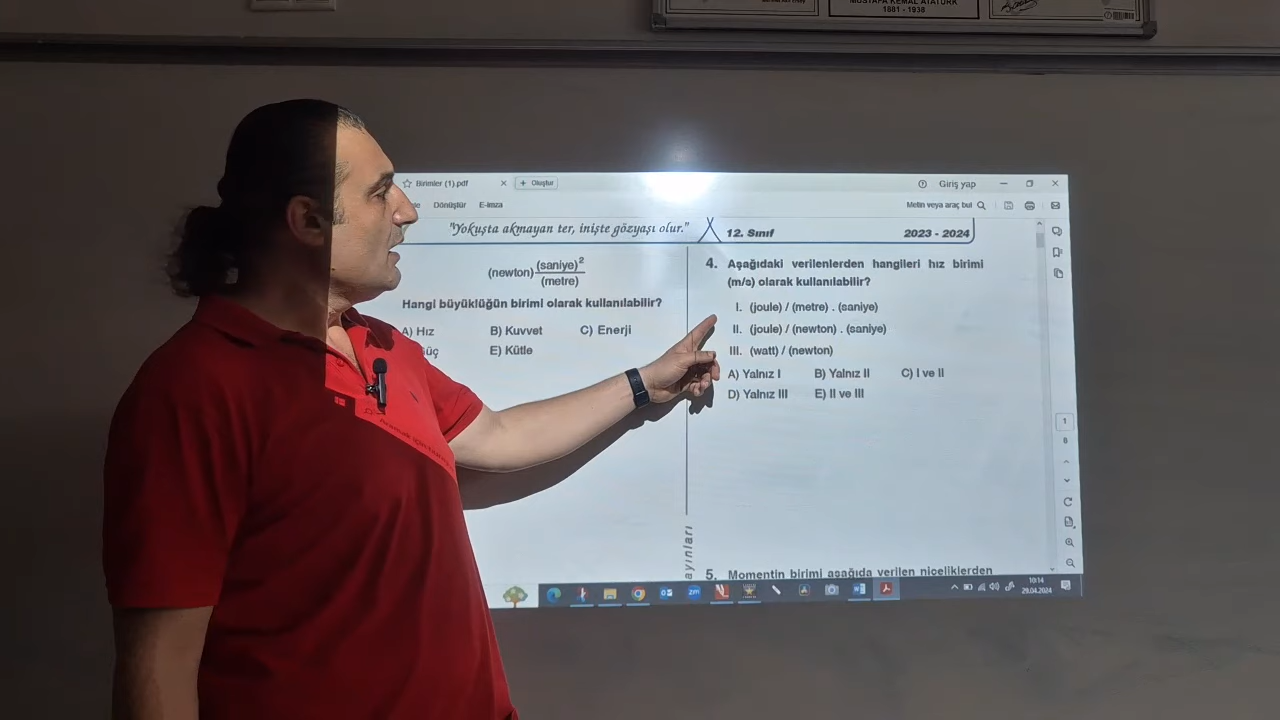 MUSTAFA KEMAL ATATÜRK
1881 - 1938
Birimler (1).pdf
+ Oluştur
Giriş yap
Dönüştür
E-imza
Metin veya araç bul
"Yokuşta akmayan ter, inişte gözyaşı olur."
12. Sınıf
2023 - 2024
(newton) (saniye)² / (metre)
Hangi büyüklüğün birimi olarak kullanılabilir?
A) Hız
B) Kuvvet
C) Enerji
E) Kütle
4. Aşağıdaki verilenlerden hangileri hız birimi
(m/s) olarak kullanılabilir?
I. (joule) / (metre) . (saniye)
II. (joule) / (newton) . (saniye)
III. (watt) / (newton)
A) Yalnız I
B) Yalnız II
C) I ve II
D) Yalnız III
E) II ve III
5. Momentin birimi aşağıda verilen niceliklerden
1
8
10:14
29.04.2024